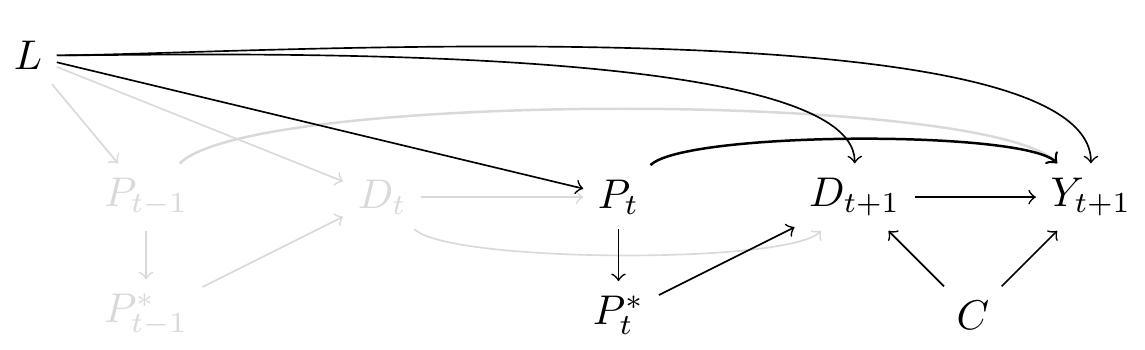 L
P_{t-1} D_t P_t D_{t+1} Y_{t+1}
P^*_{t-1} P^*_t C